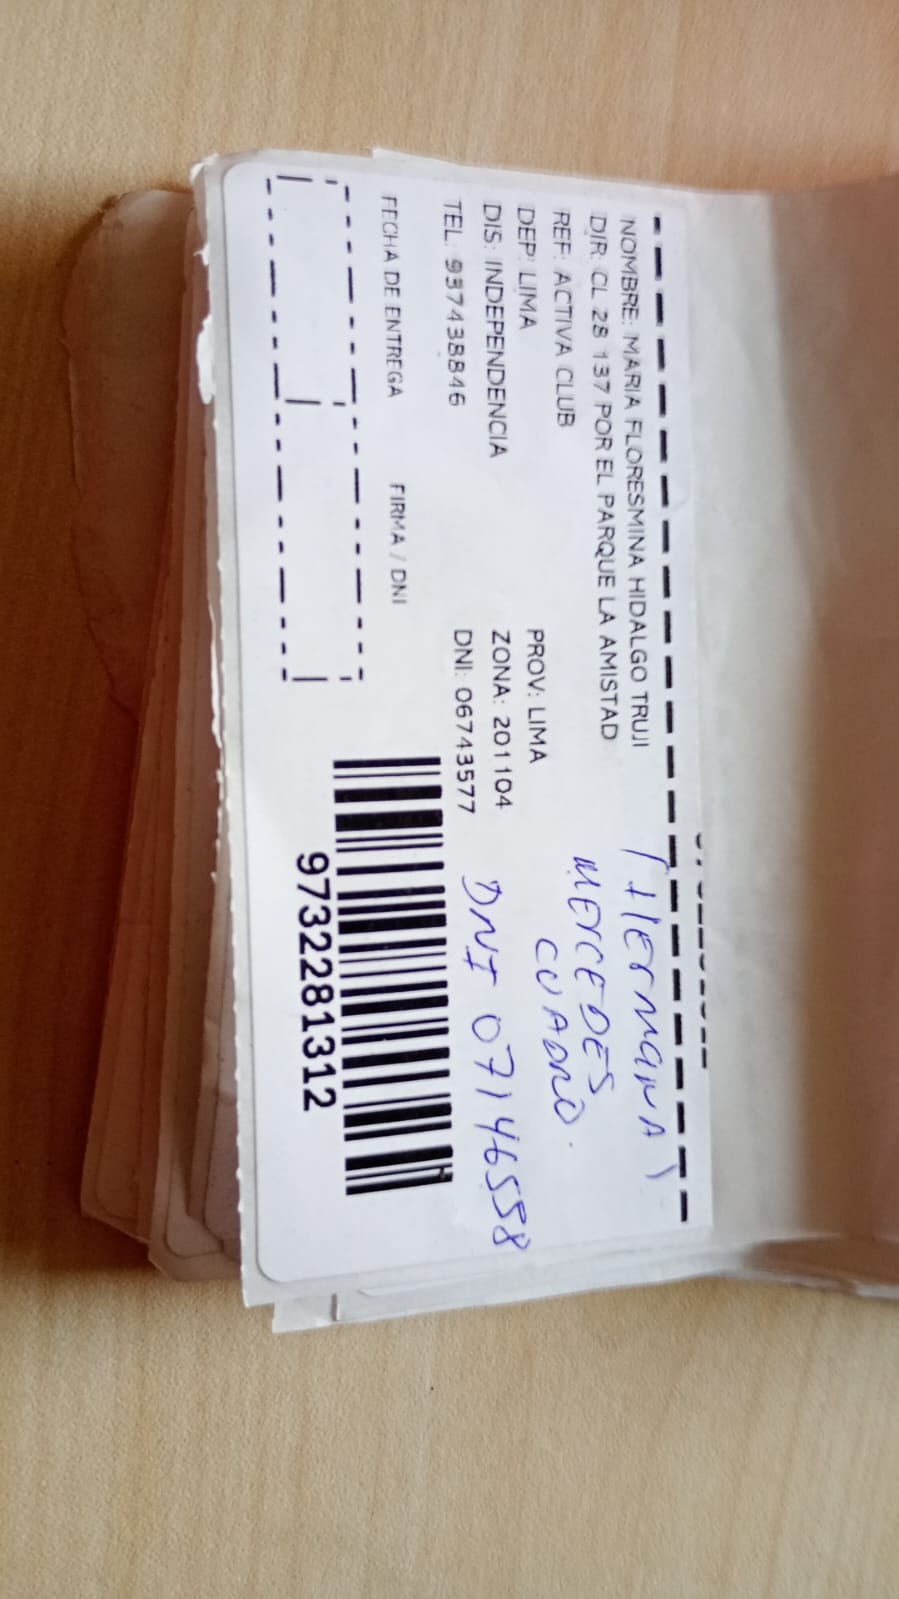 NOMBRE: MARIA FLORESMINA HIDALGO TRUJI
DIR: CL 28 137 POR EL PARQUE LA AMISTAD
REF: ACTIVA CLUB
DEP: LIMA PROV: LIMA
DIS: INDEPENDENCIA ZONA: 201104
TEL: 937438846 DNI: 06743577
FECHA DE ENTREGA FIRMA / DNI
9732281312
(HERMANA)
MERCEDES
CUADRO.
DNI 07146558